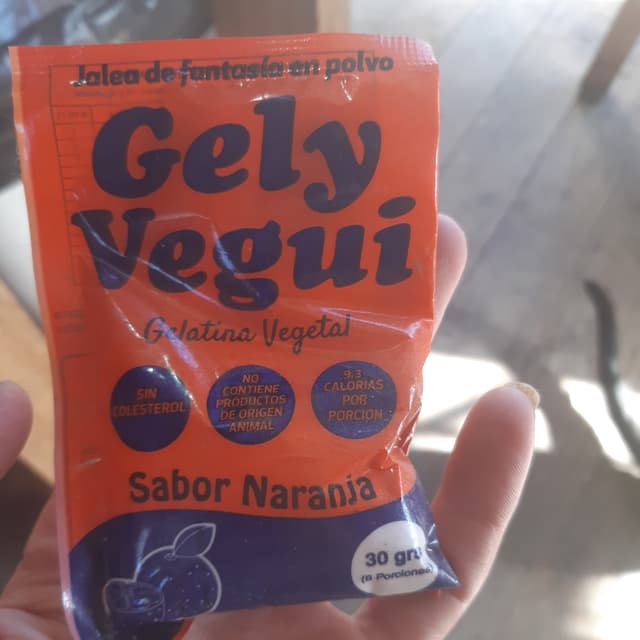 Jalea de fantasía en polvo
Gely
Vegui
Gelatina Vegetal
SIN
COLESTEROL
NO
CONTIENE
PRODUCTOS
DE ORIGEN
ANIMAL
9,3
CALORIAS
POR
PORCION
Sabor Naranja
30 grs
(8 Porciones)